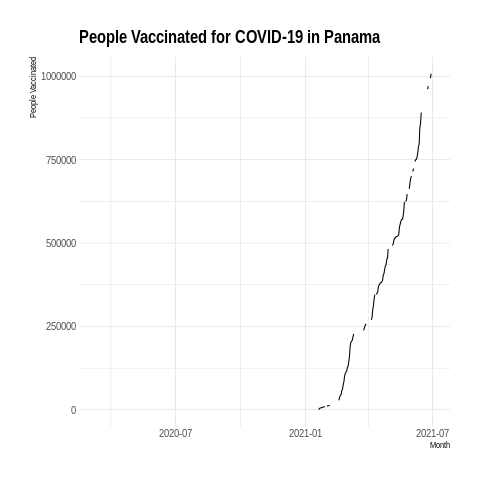 People Vaccinated for COVID-19 in Panama
People Vaccinated
1000000
750000
500000
250000
0
2020-07
2021-01
2021-07
Month